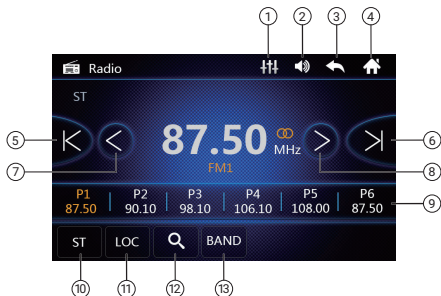 ① ② ③ ④
Radio
ST
⑤ ⑥
87.50 MHz
⑦ ⑧
FM1
P1 P2 P3 P4 P5 P6
87.50 90.10 98.10 106.10 108.00 87.50 ⑨
ST LOC BAND
⑩ ⑪ ⑫ ⑬